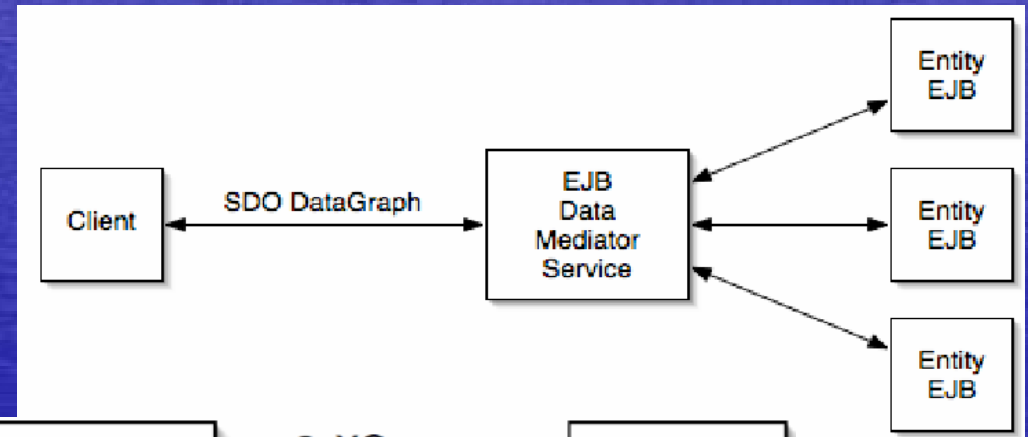 Entity
EJB
Client
SDO DataGraph
EJB
Data
Mediator
Service
Entity
EJB
Entity
EJB